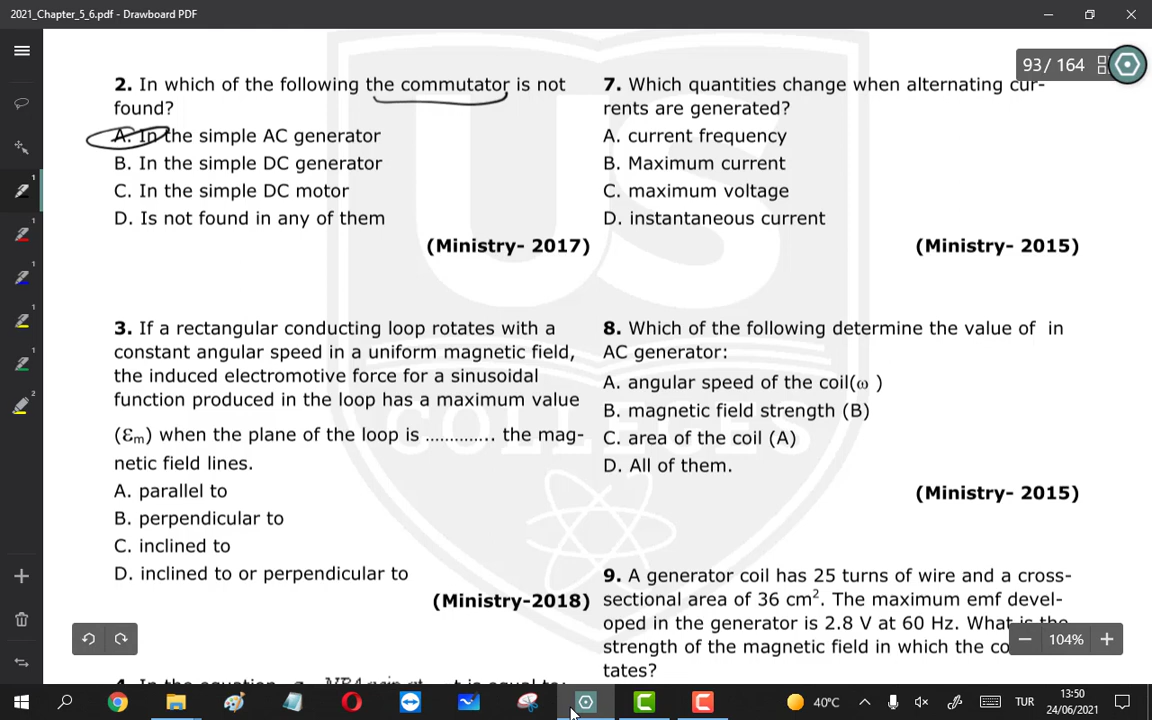 2021_Chapter_5_6.pdf - Drawboard PDF
93 / 164
2. In which of the following the commutator is not
found?
A. In the simple AC generator
B. In the simple DC generator
C. In the simple DC motor
D. Is not found in any of them
(Ministry- 2017)
3. If a rectangular conducting loop rotates with a
constant angular speed in a uniform magnetic field,
the induced electromotive force for a sinusoidal
function produced in the loop has a maximum value
(Ɛm) when the plane of the loop is .............. the mag-
netic field lines.
A. parallel to
B. perpendicular to
C. inclined to
D. inclined to or perpendicular to
(Ministry-2018)
7. Which quantities change when alternating cur-
rents are generated?
A. current frequency
B. Maximum current
C. maximum voltage
D. instantaneous current
(Ministry- 2015)
8. Which of the following determine the value of in
AC generator:
A. angular speed of the coil(ω )
B. magnetic field strength (B)
C. area of the coil (A)
D. All of them.
(Ministry- 2015)
9. A generator coil has 25 turns of wire and a cross-
sectional area of 36 cm². The maximum emf devel-
oped in the generator is 2.8 V at 60 Hz. What is the
strength of the magnetic field in which the co
tates?
US
COLLEGES
104%
40°C
TUR
13:50
24/06/2021